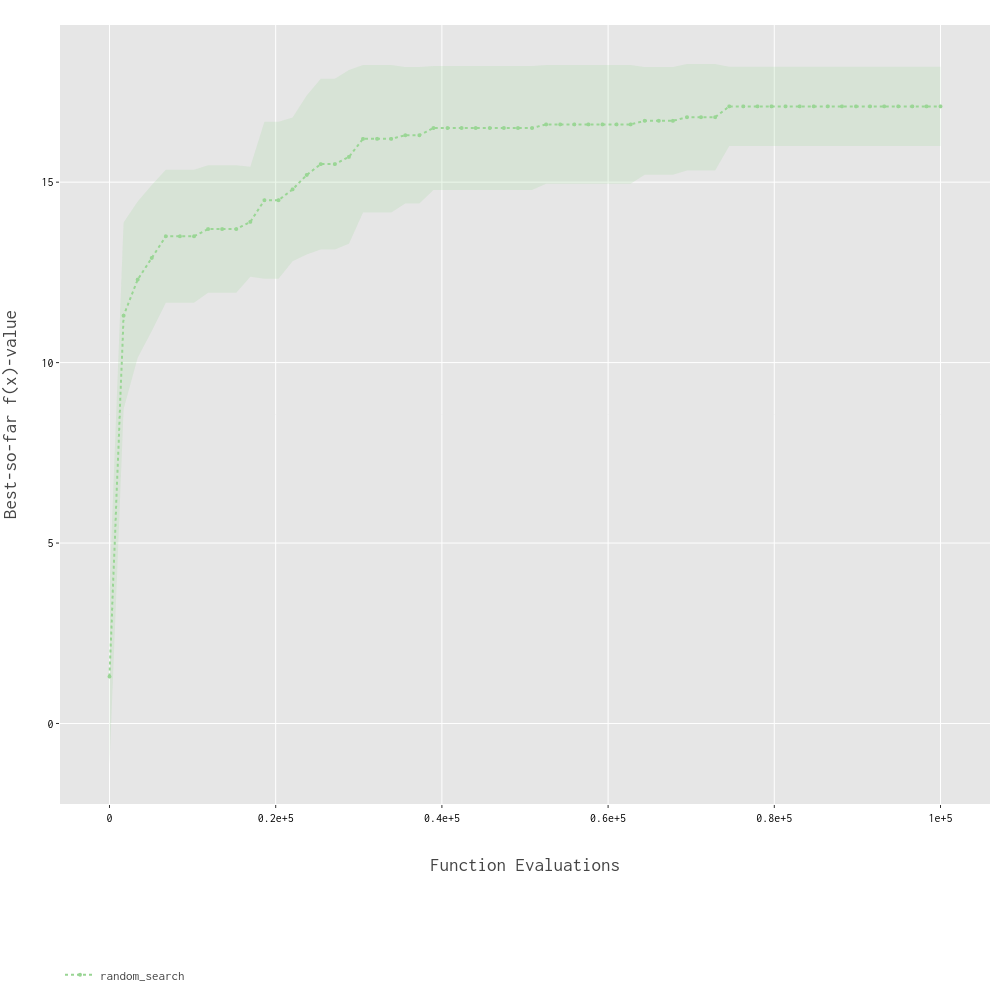 Best-so-far f(x)-value
15
10
5
0
0
0.2e+5
0.4e+5
0.6e+5
0.8e+5
1e+5
Function Evaluations
random_search